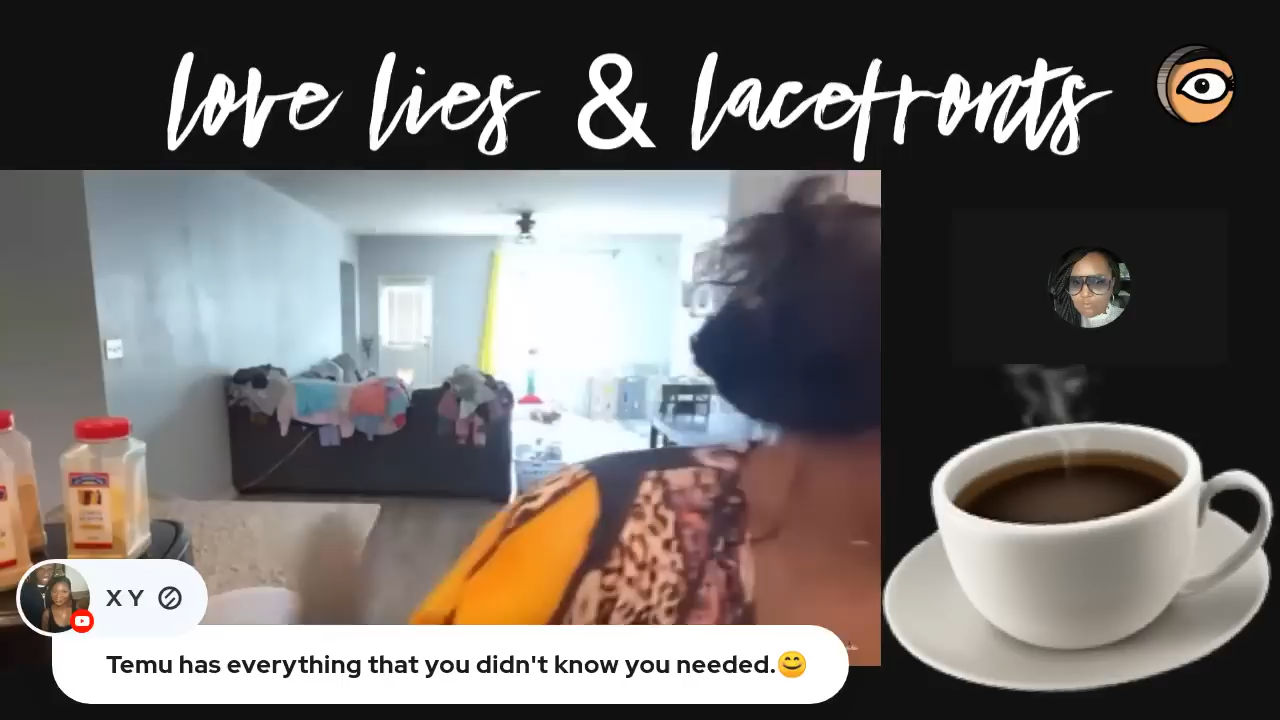 love lies & lacefronts
X Y
Temu has everything that you didn't know you needed.😊